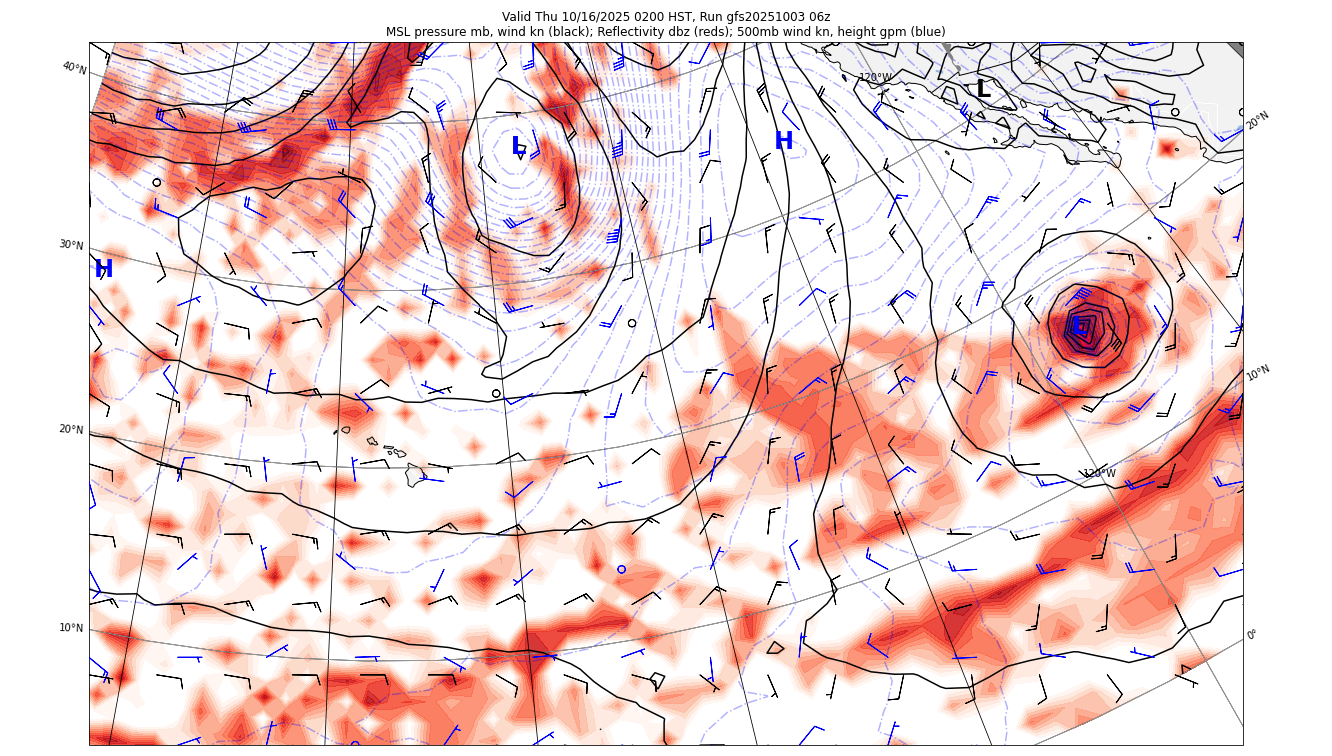 Valid Thu 10/16/2025 0200 HST, Run gfs20251003 06z
MSL pressure mb, wind kn (black); Reflectivity dbz (reds); 500mb wind kn, height gpm (blue)
40°N
120°W
L
20°N
H
L
30°N
H
L
10°N
20°N
120°W
10°N
0°